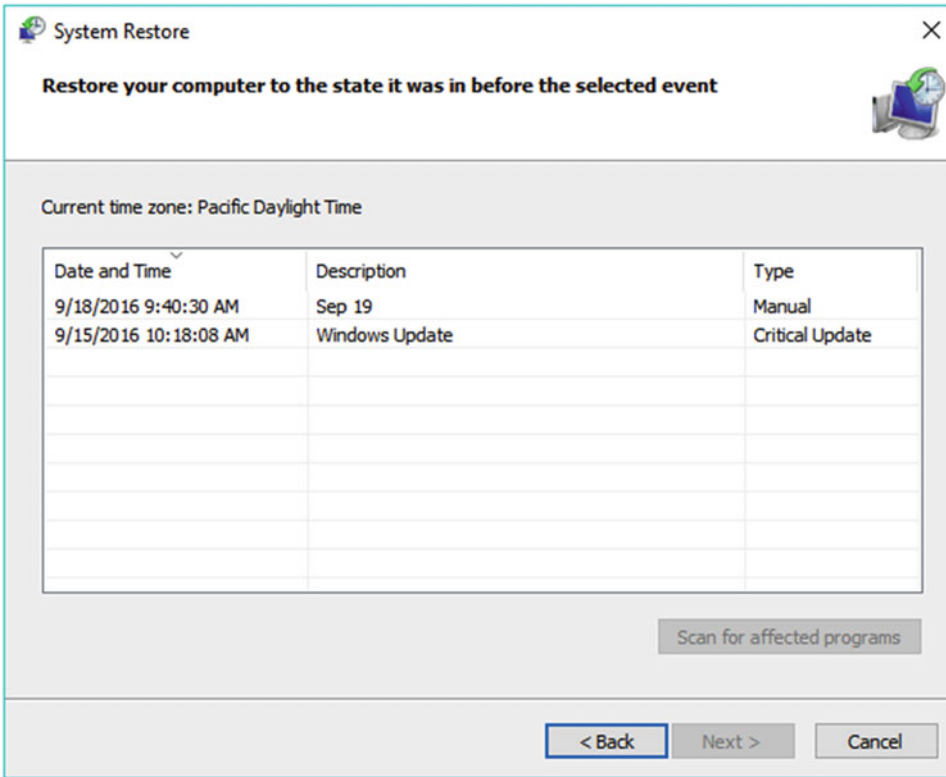 System Restore
Restore your computer to the state it was in before the selected event
Current time zone: Pacific Daylight Time
Date and Time Description Type
9/18/2016 9:40:30 AM Sep 19 Manual
9/15/2016 10:18:08 AM Windows Update Critical Update
Scan for affected programs
< Back Next > Cancel